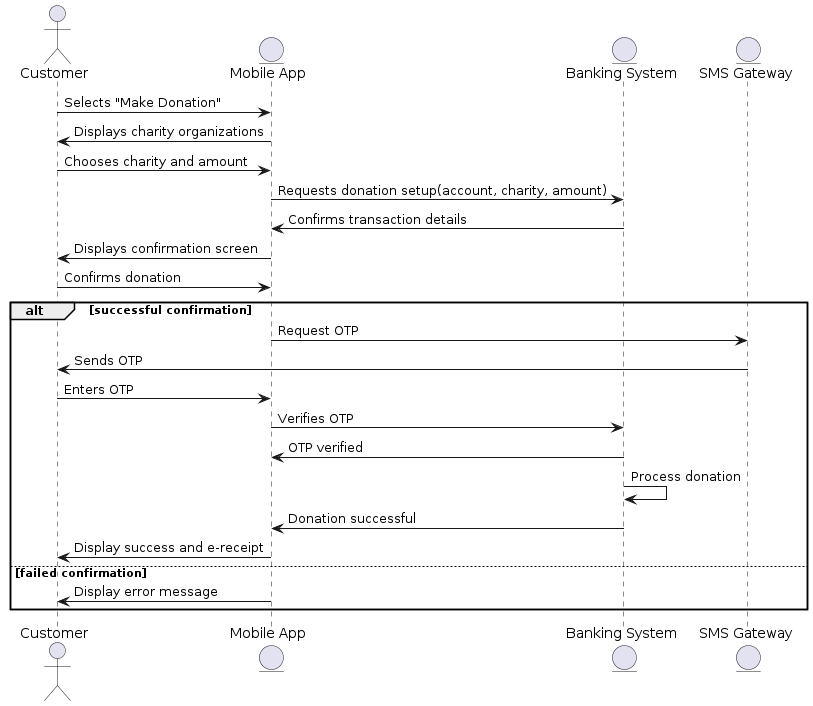 Customer
Mobile App
Banking System
SMS Gateway
Selects "Make Donation"
Displays charity organizations
Chooses charity and amount
Requests donation setup(account, charity, amount)
Confirms transaction details
Displays confirmation screen
Confirms donation
alt [successful confirmation]
Request OTP
Sends OTP
Enters OTP
Verifies OTP
OTP verified
Process donation
Donation successful
Display success and e-receipt
[failed confirmation]
Display error message
Customer
Mobile App
Banking System
SMS Gateway